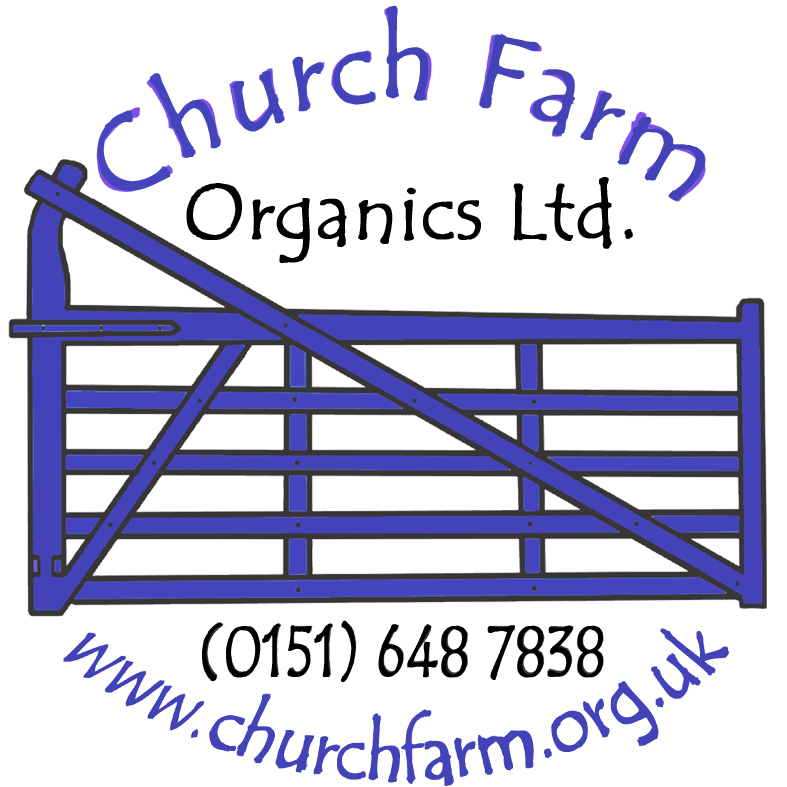 Church Farm
Organics Ltd.
(0151) 648 7838
www.churchfarm.org.uk